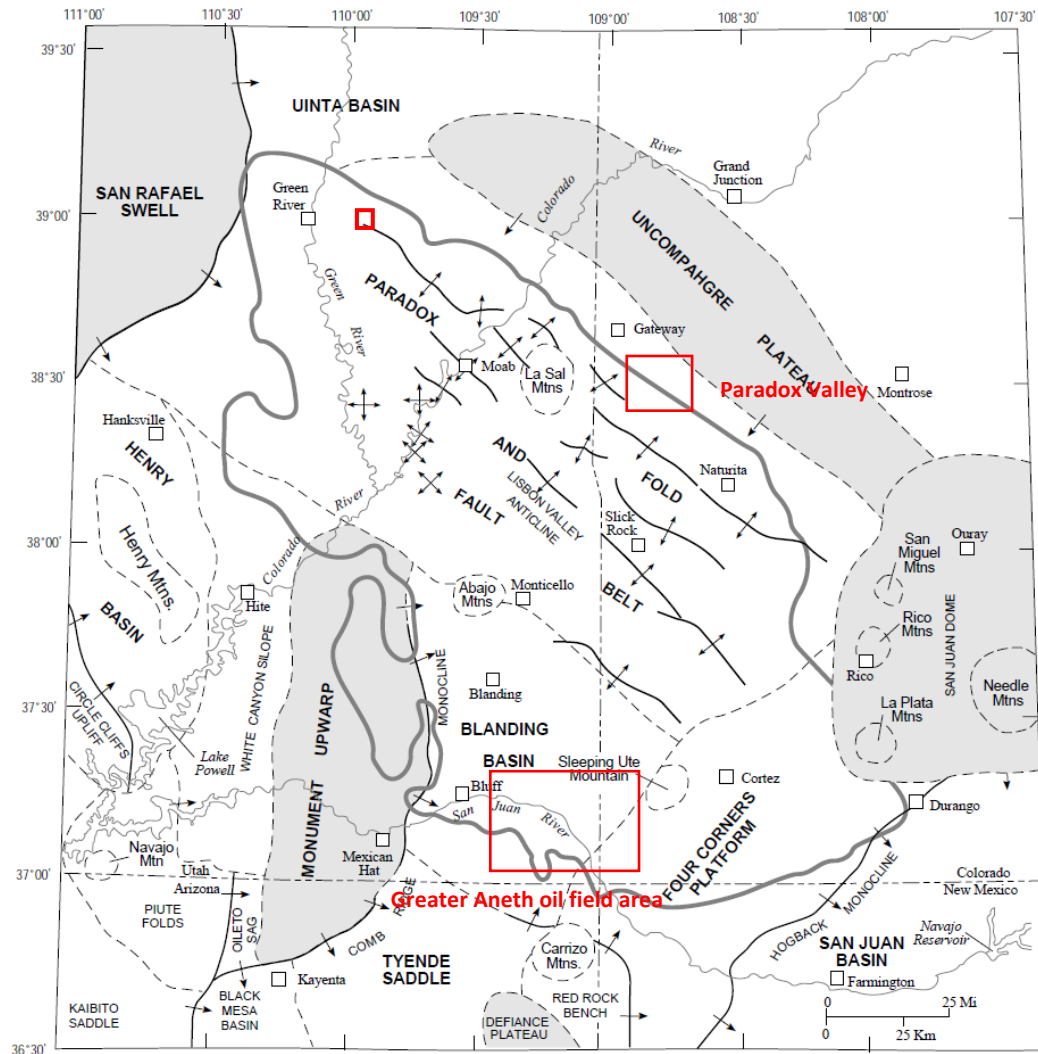 111°00' 110°30' 110°00' 109°30' 109°00' 108°30' 108°00' 107°30'
39°30'
UINTA BASIN
River
Grand
Junction
SAN RAFAEL
SWELL
Green
River
Colorado
39°00'
UNCOMPAHGRE
PLATEAU
Green
River
PARADOX
Gateway
Moab
La Sal
Mtns
Paradox Valley
Montrose
38°30'
Hanksville
HENRY
BASIN
AND
FOLD
Naturita
FAULT
LISBON VALLEY
ANTICLINE
River
Colorado
Slick
Rock
Ouray
San
Miguel
Mtns
38°00'
Henry Mtns.
Hite
Abajo
Mtns
Monticello
BELT
Rico
Mtns
Rico
SAN JUAN DOME
Needle
Mtns
La Plata
Mtns
CIRCLE CLIFFS
UPLIFF
WHITE CANYON SILOPE
MONOCLINE
Blanding
37°30'
Lake
Powell
MONUMENT UPWARP
BLANDING
BASIN
Sleeping Ute
Mountain
Cortez
Bluff
San Juan River
Durango
Navajo
Mtn
Mexican
Hat
FOUR CORNERS
PLATFORM
37°00'
Utah
Arizona
Colorado
New Mexico
Greater Aneth oil field area
PIUTE
FOLDS
OILETO
SAG
COMB
RIDGE
HOGBACK
MONOCLINE
Navajo
Reservoir
TYENDE
SADDLE
Carrizo
Mtns.
SAN JUAN
BASIN
Kayenta
Farmington
KAIBITO
SADDLE
BLACK
MESA
BASIN
RED ROCK
BENCH
DEFIANCE
PLATEAU
0 25 Mi
0 25 Km
36°30'